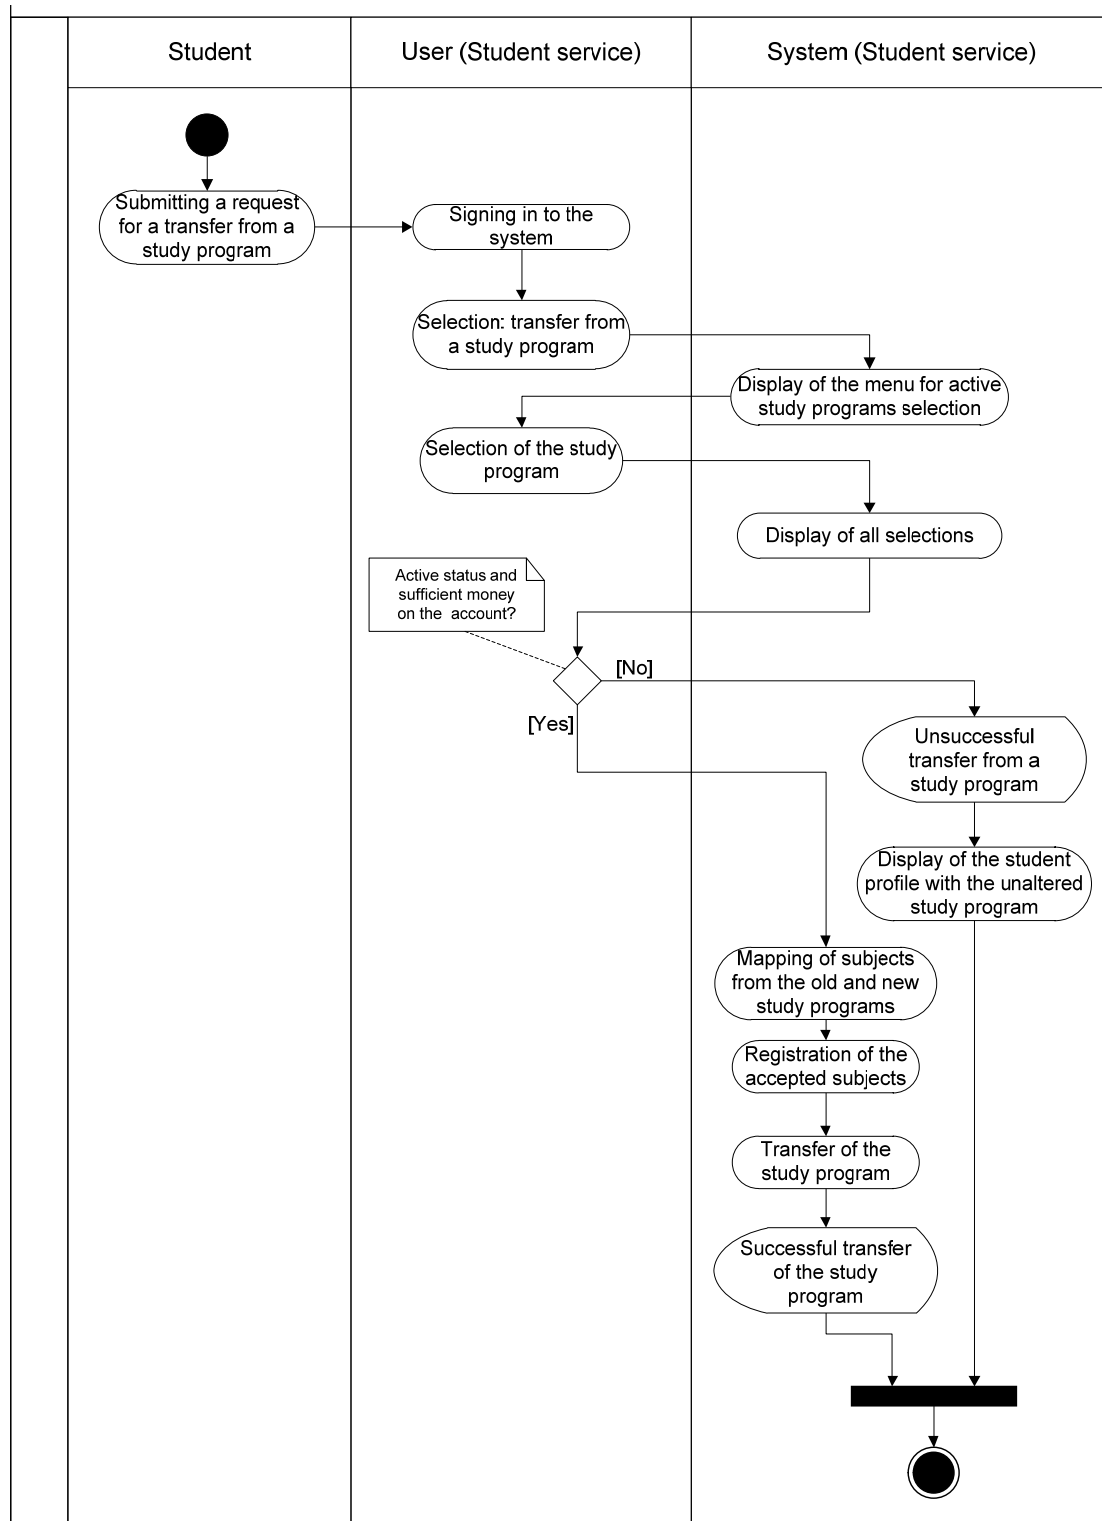 Student
User (Student service)
System (Student service)
Submitting a request
for a transfer from a
study program
Signing in to the
system
Selection: transfer from
a study program
Display of the menu for active
study programs selection
Selection of the study
program
Display of all selections
Active status and
sufficient money
on the account?
[No]
[Yes]
Unsuccessful
transfer from a
study program
Display of the student
profile with the unaltered
study program
Mapping of subjects
from the old and new
study programs
Registration of the
accepted subjects
Transfer of the
study program
Successful transfer
of the study
program